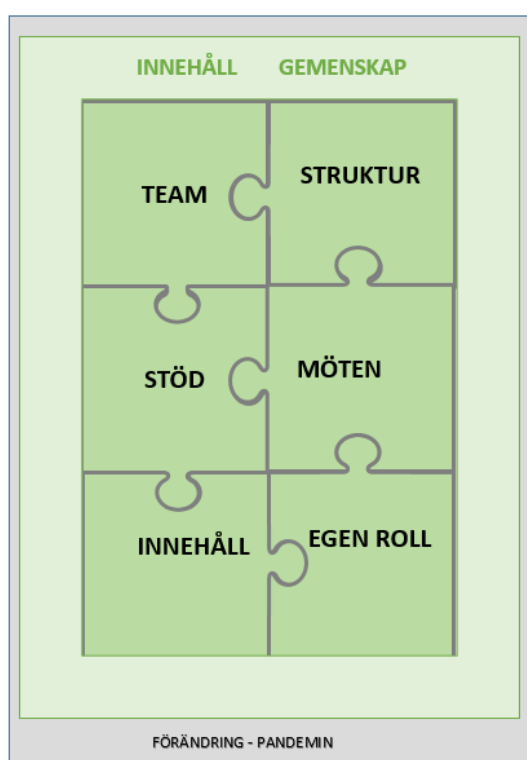 INNEHÅLL GEMENSKAP
TEAM
STRUKTUR
STÖD
MÖTEN
INNEHÅLL
EGEN ROLL
FÖRÄNDRING - PANDEMIN